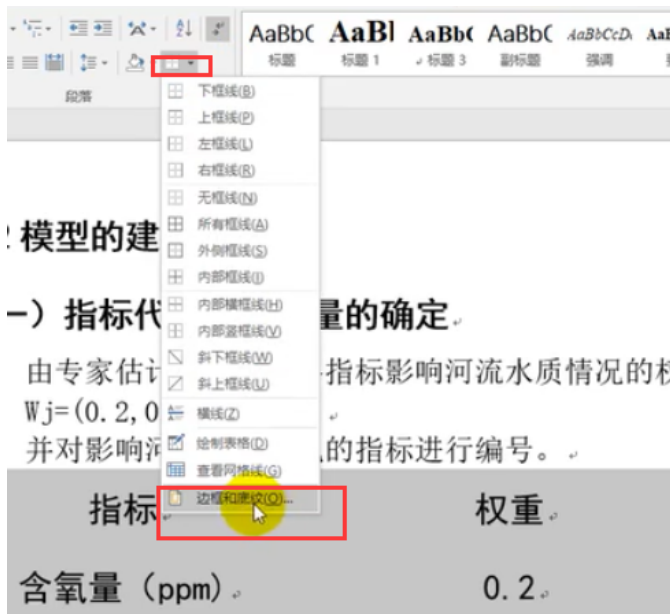 AaBbC AaBl AaBb( AaBbC AaBbCcD
标题 标题 1 标题 3 副标题 强调
段落
下框线(B)
上框线(P)
左框线(L)
右框线(R)
无框线(N)
所有框线(A)
外侧框线(S)
内部框线(I)
内部横框线(H)
内部竖框线(V)
斜下框线(W)
斜上框线(U)
横线(Z)
绘制表格(D)
查看网格线(G)
边框和底纹(O)...
模型的建
一）指标代 量的确定
由专家估计 指标影响河流水质情况的权
Wj=(0.2,0
并对影响河 的指标进行编号。
指标 权重
含氧量（ppm） 0.2